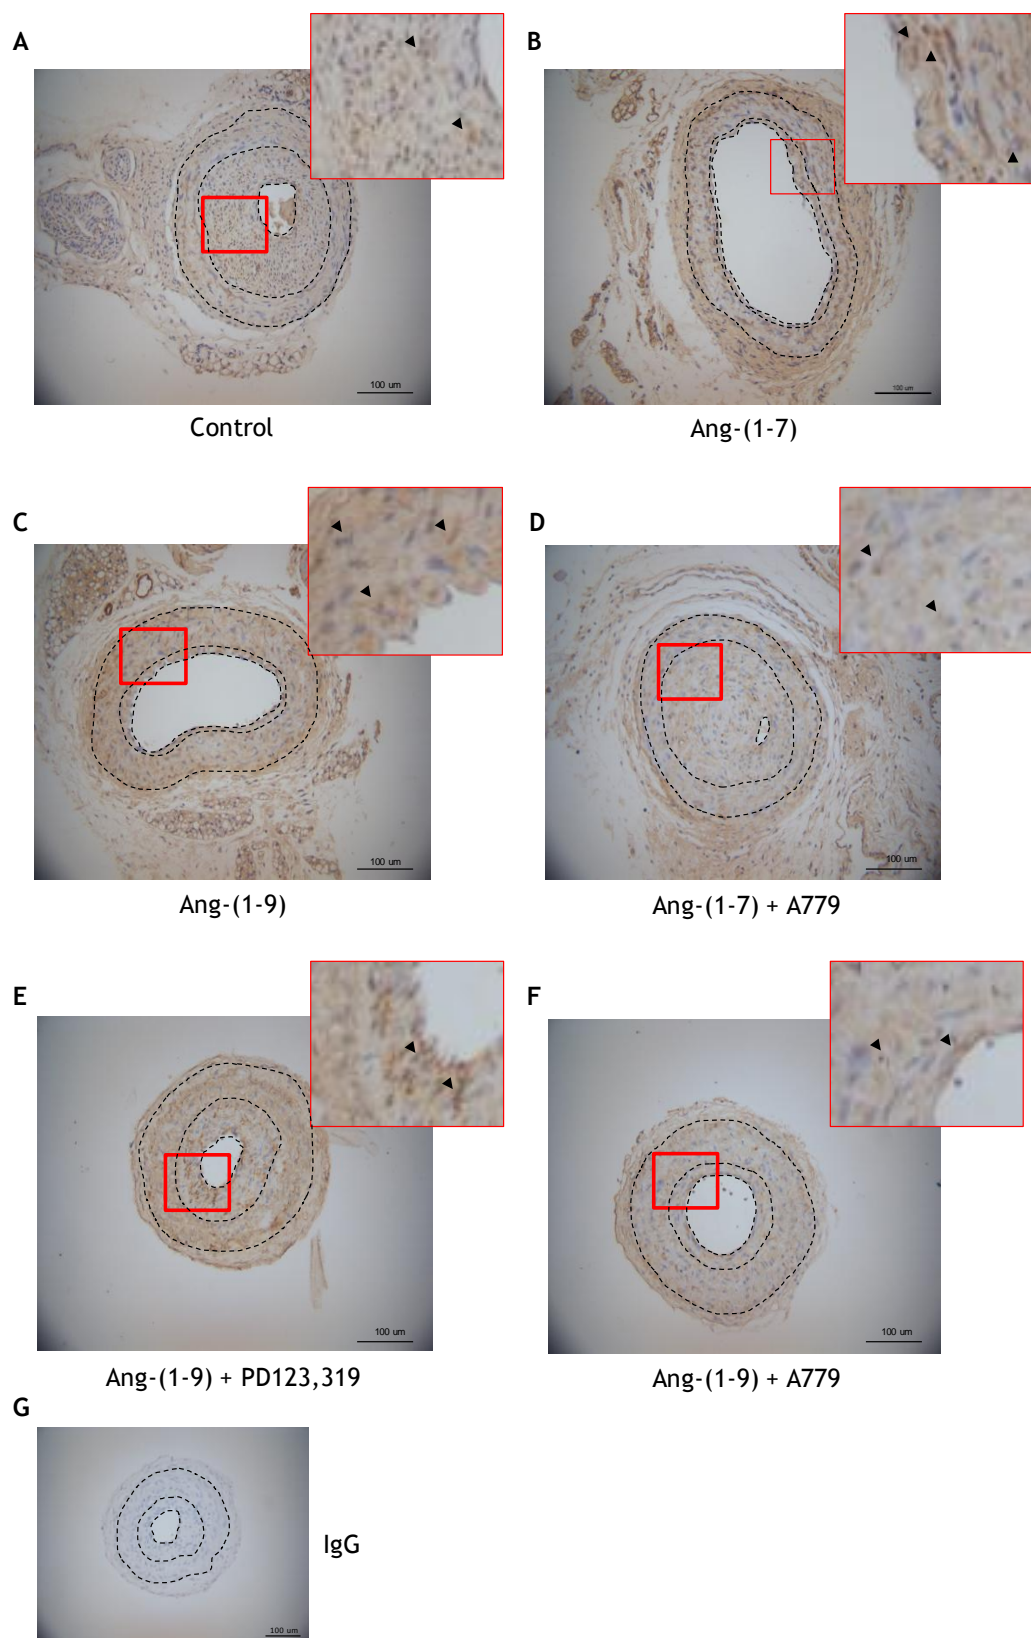 A
B
100 um
100 um
Control
Ang-(1-7)
C
D
100 um
100 um
Ang-(1-9)
Ang-(1-7) + A779
E
F
100 um
100 um
Ang-(1-9) + PD123,319
Ang-(1-9) + A779
G
IgG
100 um